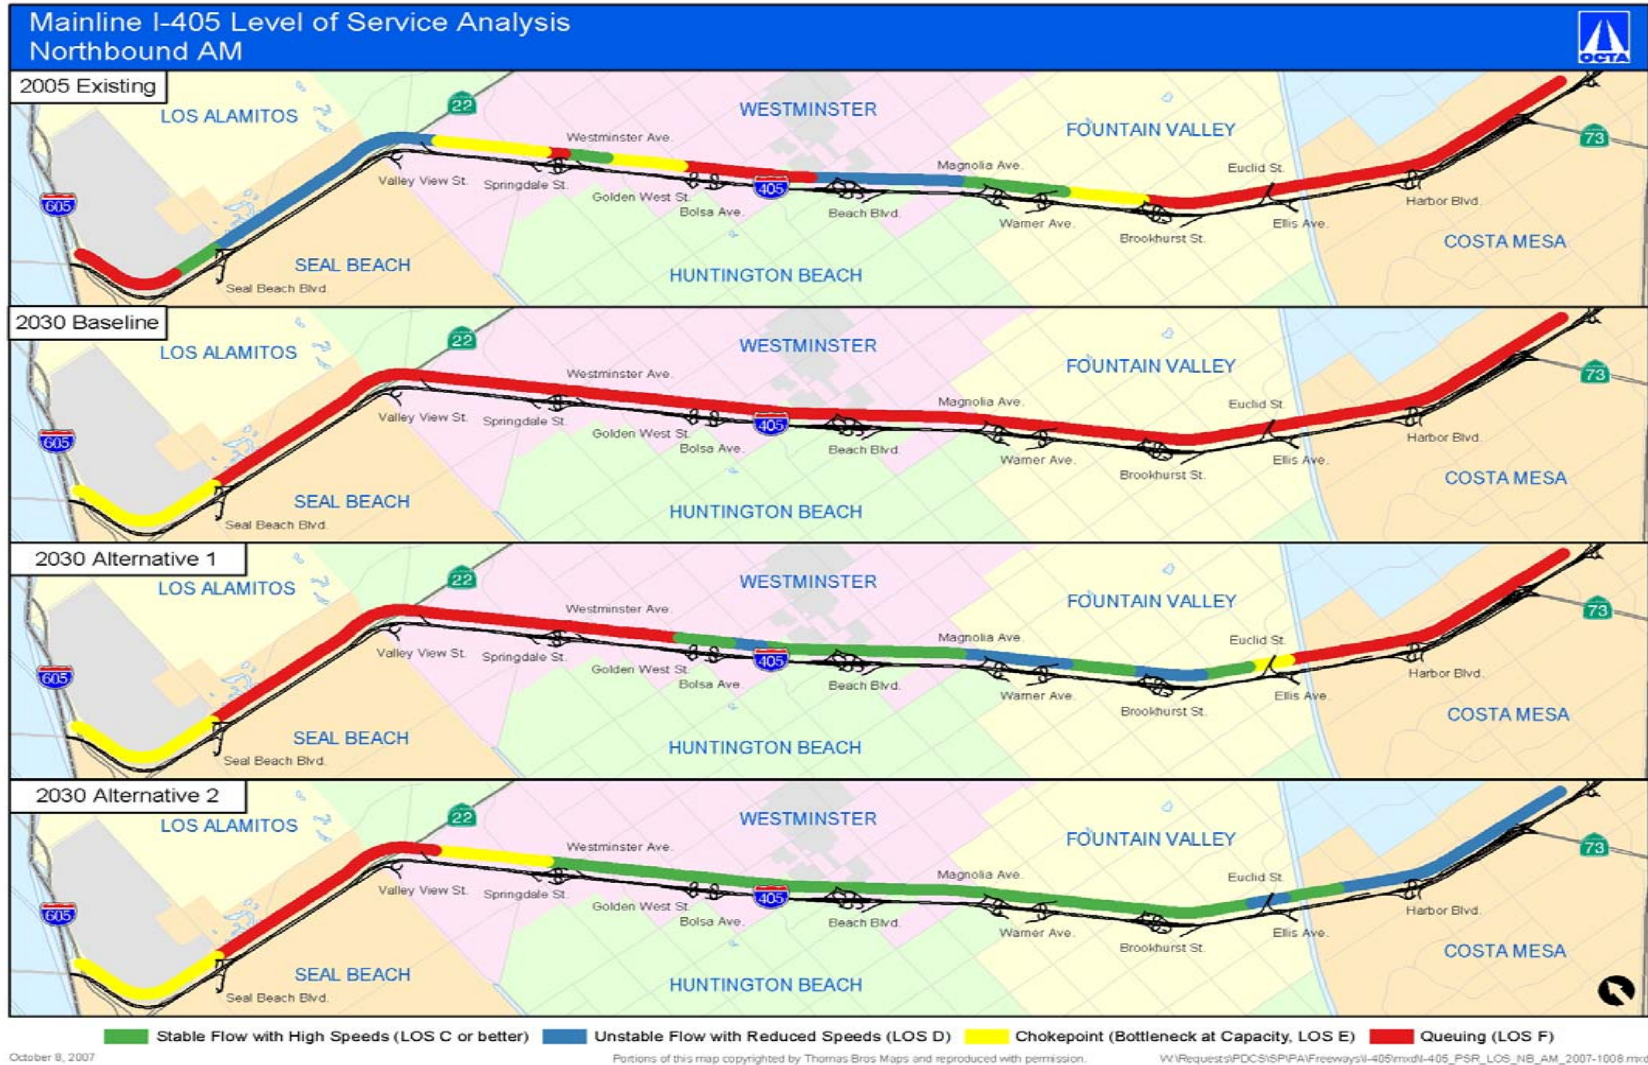 Mainline I-405 Level of Service Analysis
Northbound AM
OCTA
2005 Existing
LOS ALAMITOS
22
WESTMINSTER
FOUNTAIN VALLEY
73
Westminster Ave.
Magnolia Ave.
Euclid St.
Valley View St.
Springdale St.
Golden West St.
Bolsa Ave.
405
Beach Blvd.
Warner Ave.
Brookhurst St.
Ellis Ave.
Harbor Blvd.
605
SEAL BEACH
HUNTINGTON BEACH
COSTA MESA
Seal Beach Blvd.
2030 Baseline
LOS ALAMITOS
22
WESTMINSTER
FOUNTAIN VALLEY
73
Westminster Ave.
Magnolia Ave.
Euclid St.
Valley View St.
Springdale St.
Golden West St.
Bolsa Ave.
405
Beach Blvd.
Warner Ave.
Brookhurst St.
Ellis Ave.
Harbor Blvd.
605
SEAL BEACH
HUNTINGTON BEACH
COSTA MESA
Seal Beach Blvd.
2030 Alternative 1
LOS ALAMITOS
22
WESTMINSTER
FOUNTAIN VALLEY
73
Westminster Ave.
Magnolia Ave.
Euclid St.
Valley View St.
Springdale St.
Golden West St.
Bolsa Ave.
405
Beach Blvd.
Warner Ave.
Brookhurst St.
Ellis Ave.
Harbor Blvd.
605
SEAL BEACH
HUNTINGTON BEACH
COSTA MESA
Seal Beach Blvd.
2030 Alternative 2
LOS ALAMITOS
22
WESTMINSTER
FOUNTAIN VALLEY
73
Westminster Ave.
Magnolia Ave.
Euclid St.
Valley View St.
Springdale St.
Golden West St.
Bolsa Ave.
405
Beach Blvd.
Warner Ave.
Brookhurst St.
Ellis Ave.
Harbor Blvd.
605
SEAL BEACH
HUNTINGTON BEACH
COSTA MESA
Seal Beach Blvd.
Stable Flow with High Speeds (LOS C or better)
Unstable Flow with Reduced Speeds (LOS D)
Chokepoint (Bottleneck at Capacity, LOS E)
Queuing (LOS F)
October 8, 2007
Portions of this map copyrighted by Thomas Bros Maps and reproduced with permission.